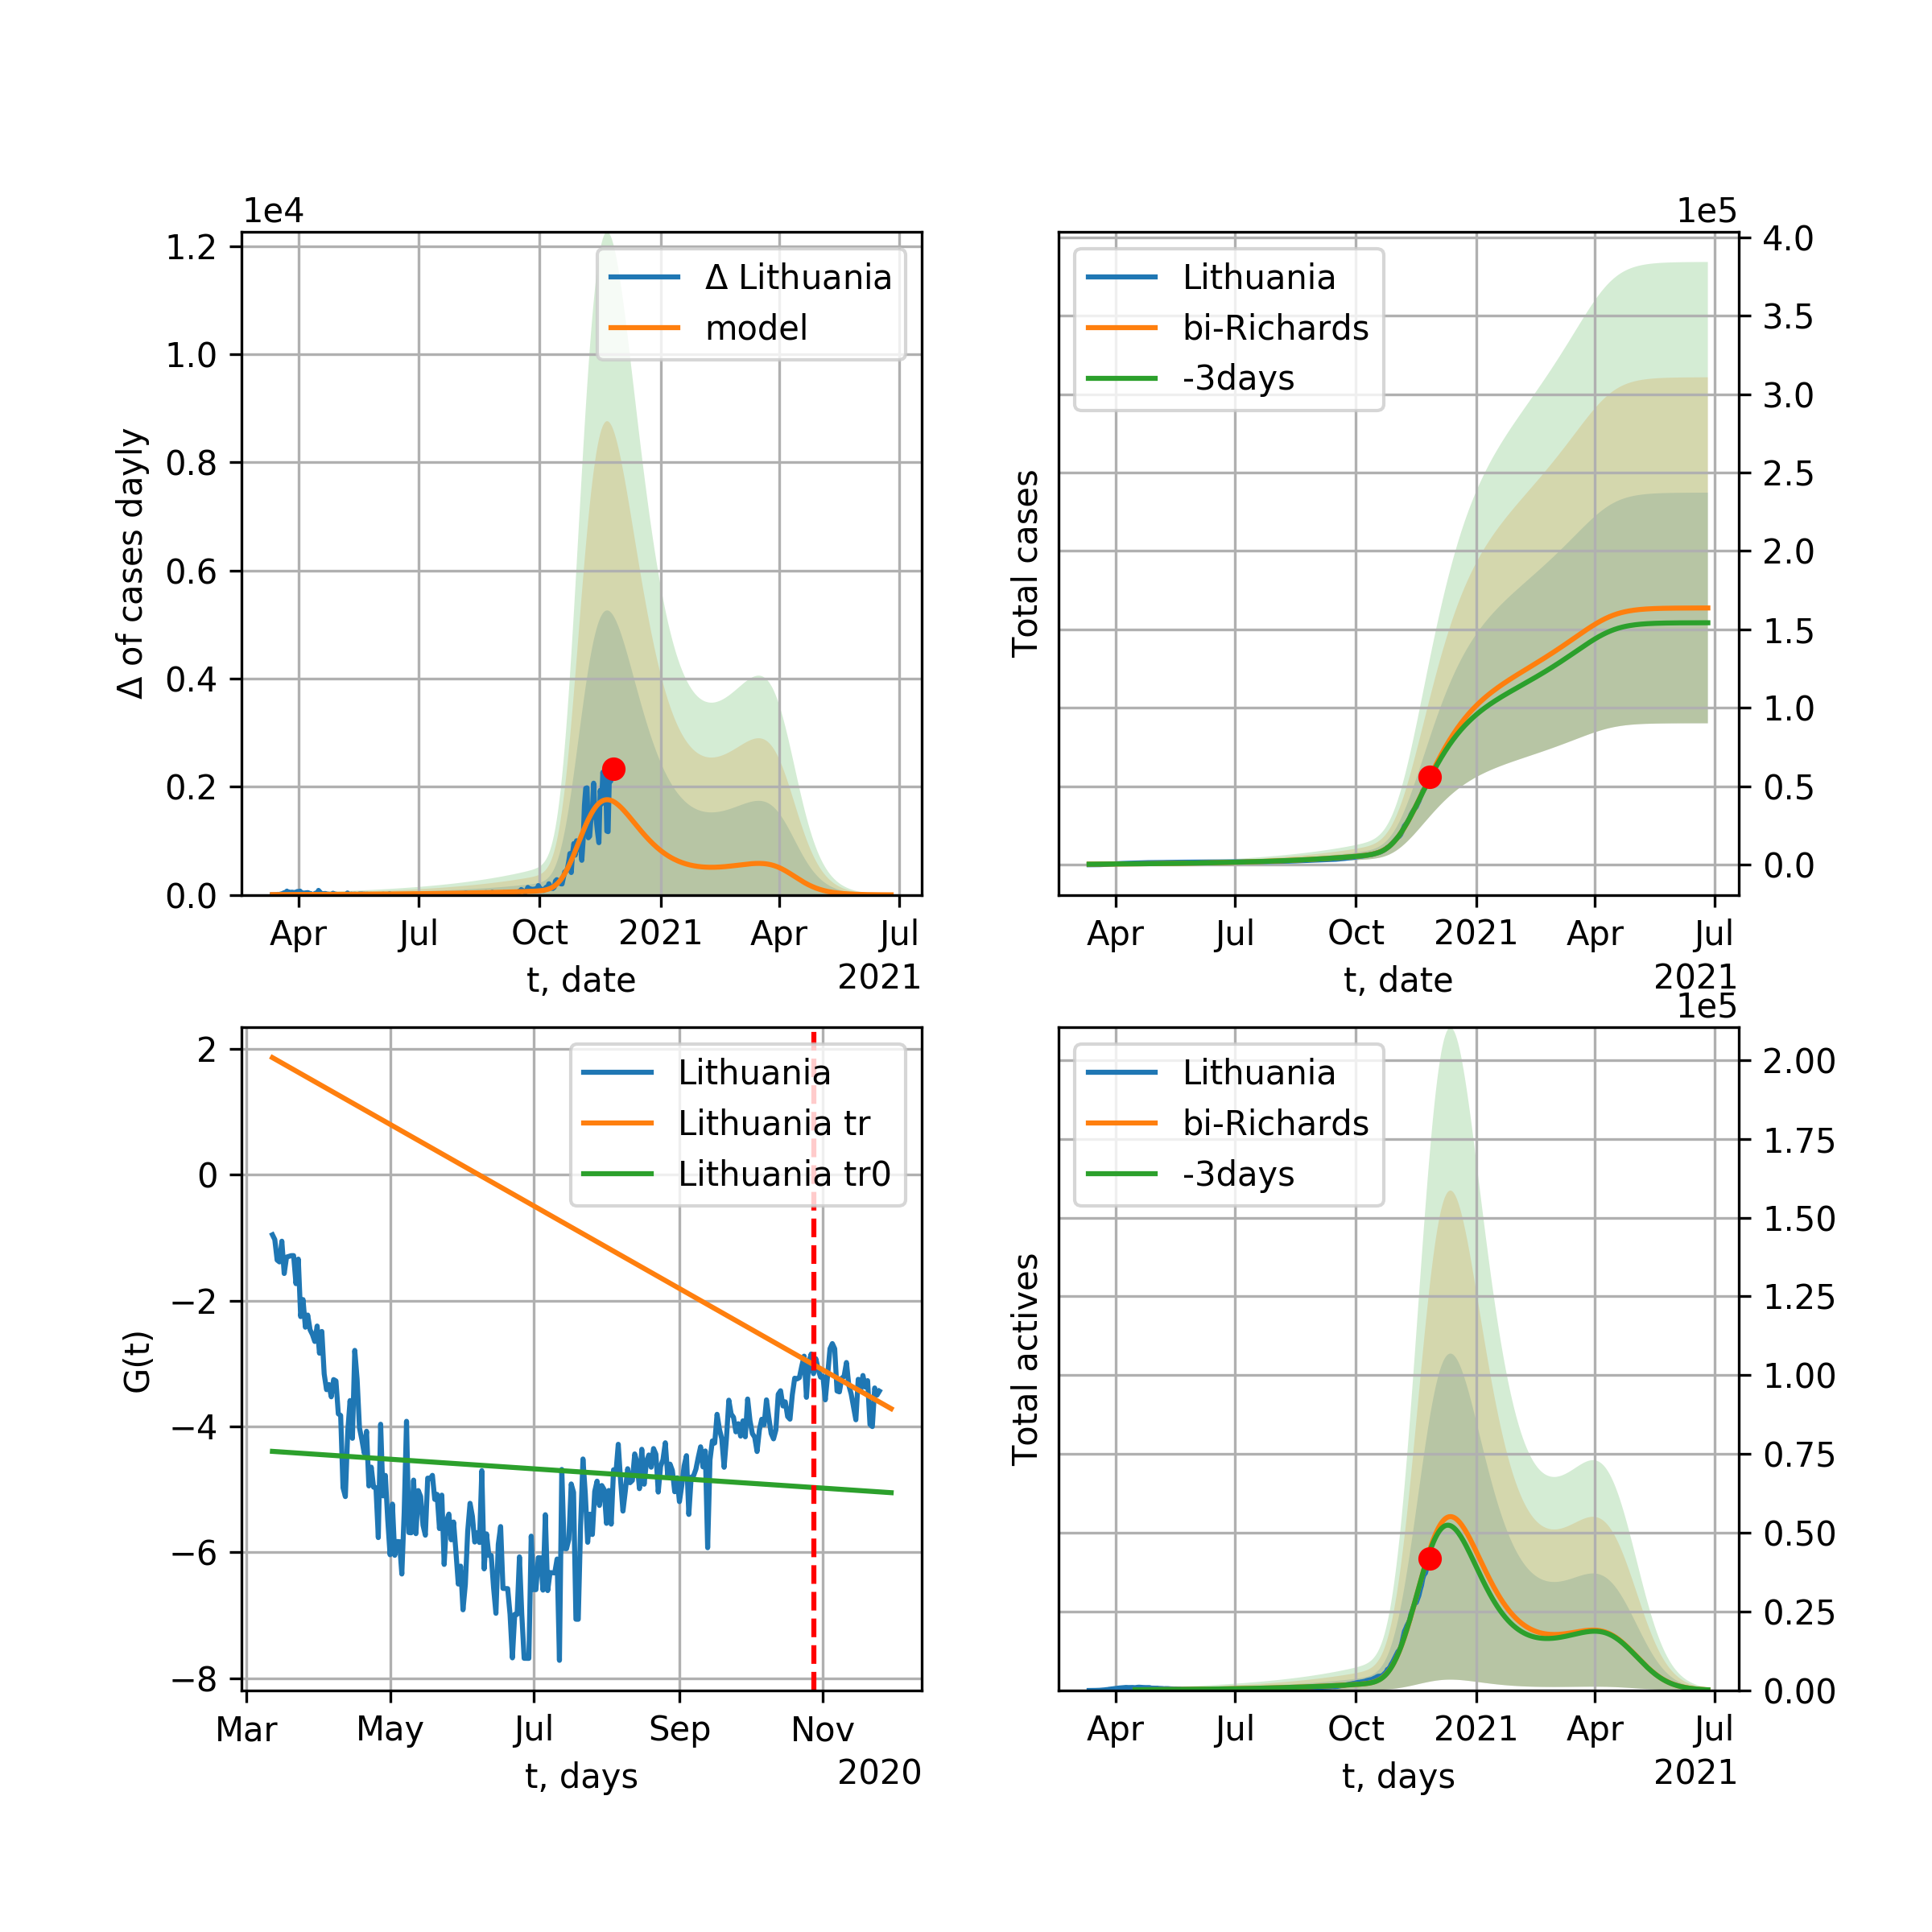 1e4
1.2
1.0
0.8
0.6
0.4
0.2
0.0
Δ of cases dayly
Δ Lithuania
model
Apr Jul Oct 2021 Apr Jul
t, date
2021
1e5
Lithuania
bi-Richards
-3days
Total cases
4.0
3.5
3.0
2.5
2.0
1.5
1.0
0.5
0.0
Apr Jul Oct 2021 Apr Jul
t, date
2021
2
0
−2
−4
−6
−8
G(t)
Lithuania
Lithuania tr
Lithuania tr0
Mar May Jul Sep Nov
t, days
2020
1e5
Lithuania
bi-Richards
-3days
Total actives
2.00
1.75
1.50
1.25
1.00
0.75
0.50
0.25
0.00
Apr Jul Oct 2021 Apr Jul
t, days
2021